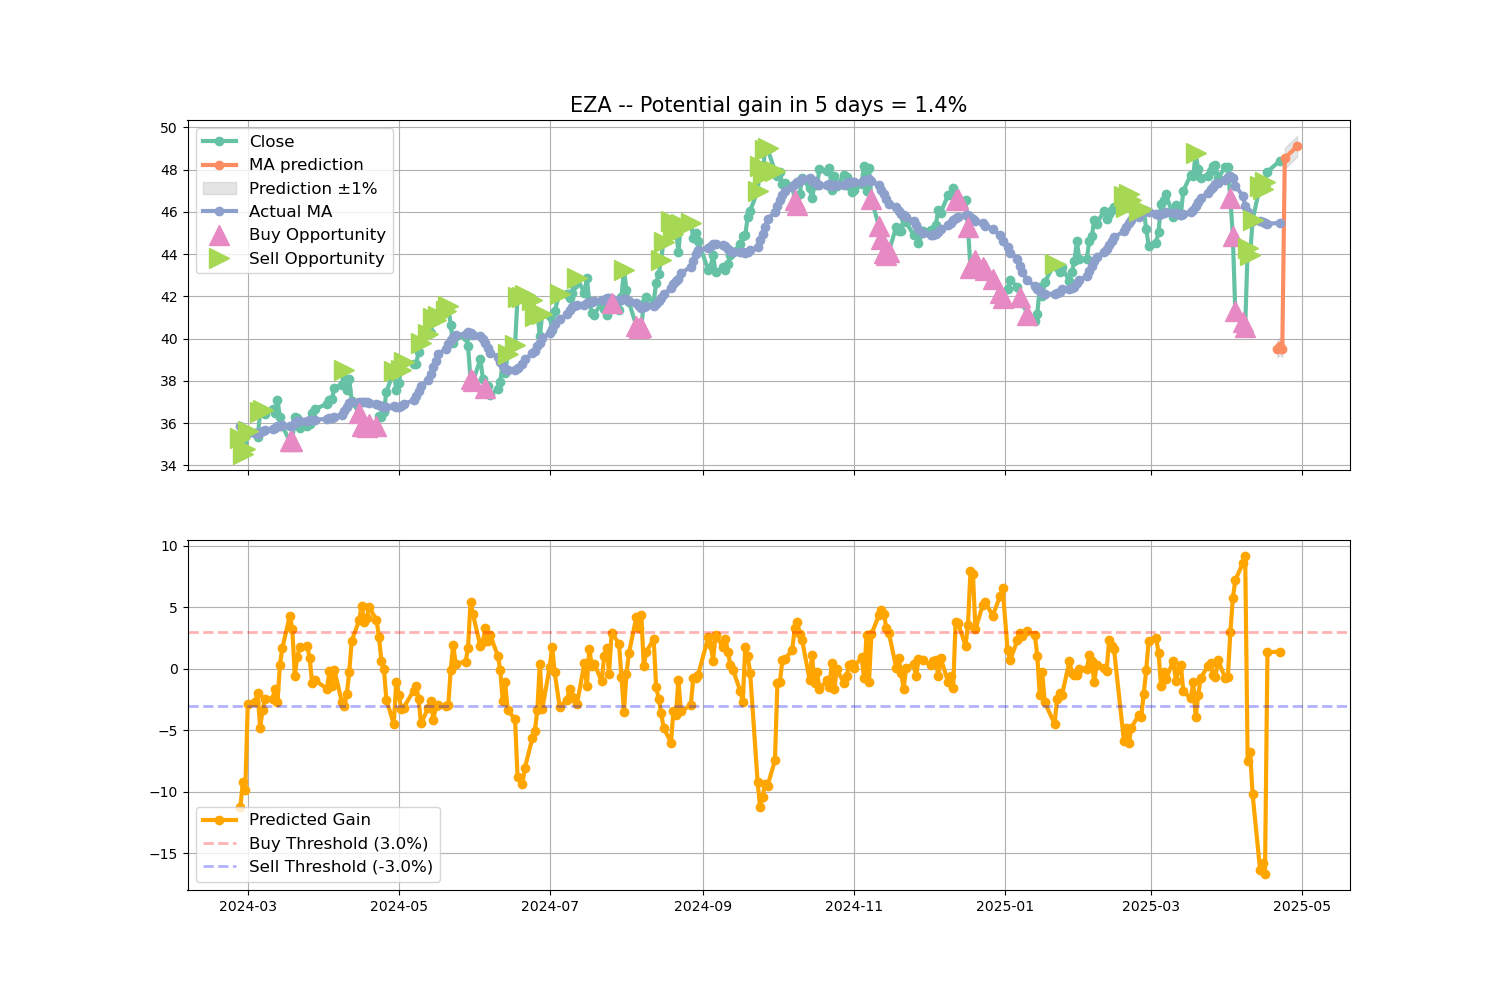 EZA -- Potential gain in 5 days = 1.4%
50
48
46
44
42
40
38
36
34
Close
MA prediction
Prediction ±1%
Actual MA
Buy Opportunity
Sell Opportunity
10
5
0
−5
−10
−15
Predicted Gain
Buy Threshold (3.0%)
Sell Threshold (-3.0%)
2024-03
2024-05
2024-07
2024-09
2024-11
2025-01
2025-03
2025-05